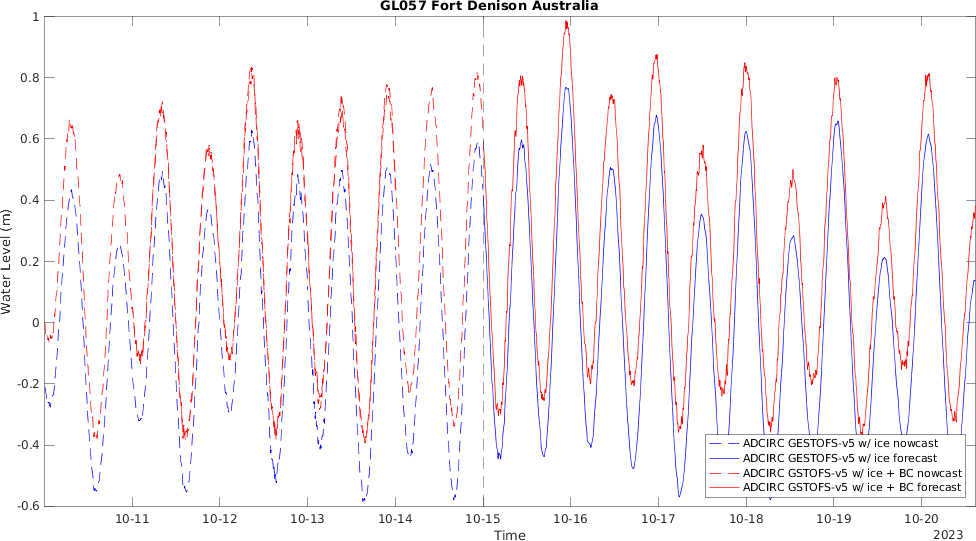 GL057 Fort Denison Australia
1
0.8
0.6
0.4
0.2
0
-0.2
-0.4
-0.6
Water Level (m)
10-11 10-12 10-13 10-14 10-15 10-16 10-17 10-18 10-19 10-20
Time
2023
ADCIRC GESTOFS-v5 w/ ice nowcast
ADCIRC GESTOFS-v5 w/ ice forecast
ADCIRC GSTOFS-v5 w/ ice + BC nowcast
ADCIRC GSTOFS-v5 w/ ice + BC forecast